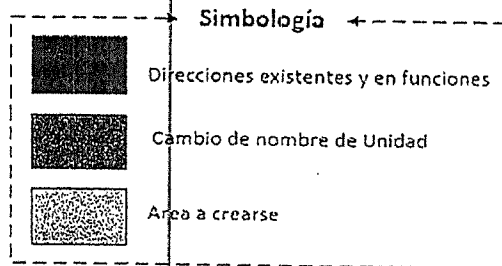 Simbología
Direcciones existentes y en funciones
Cambio de nombre de Unidad
Area a crearse